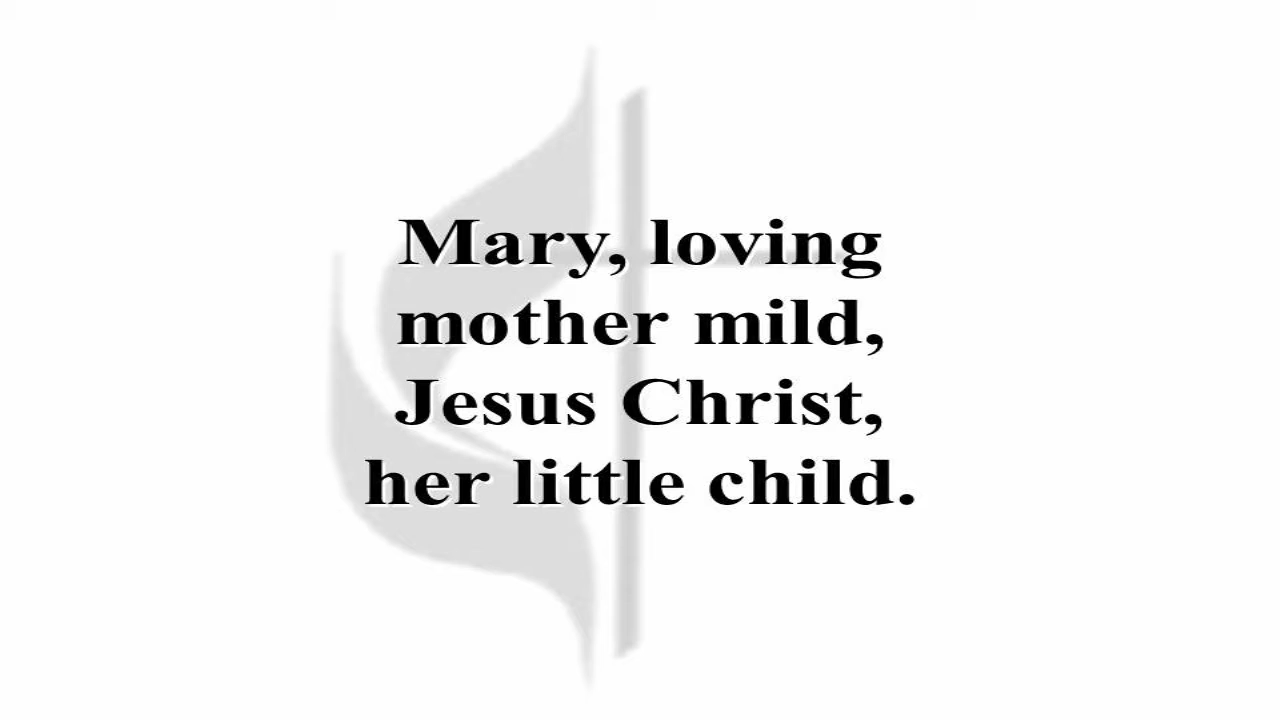 Mary, loving
mother mild,
Jesus Christ,
her little child.